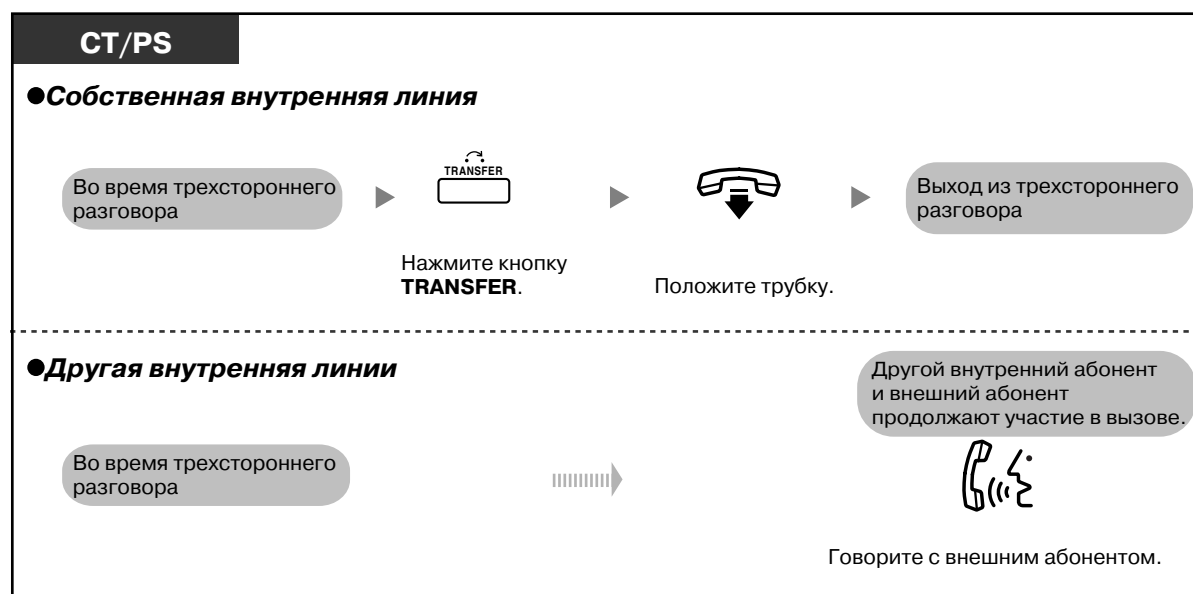 CT/PS
●Собственная внутренняя линия
Во время трехстороннего
разговора
TRANSFER
Выход из трехстороннего
разговора
Нажмите кнопку
TRANSFER.
Положите трубку.
●Другая внутренняя линии
Другой внутренний абонент
и внешний абонент
продолжают участие в вызове.
Во время трехстороннего
разговора
Говорите с внешним абонентом.